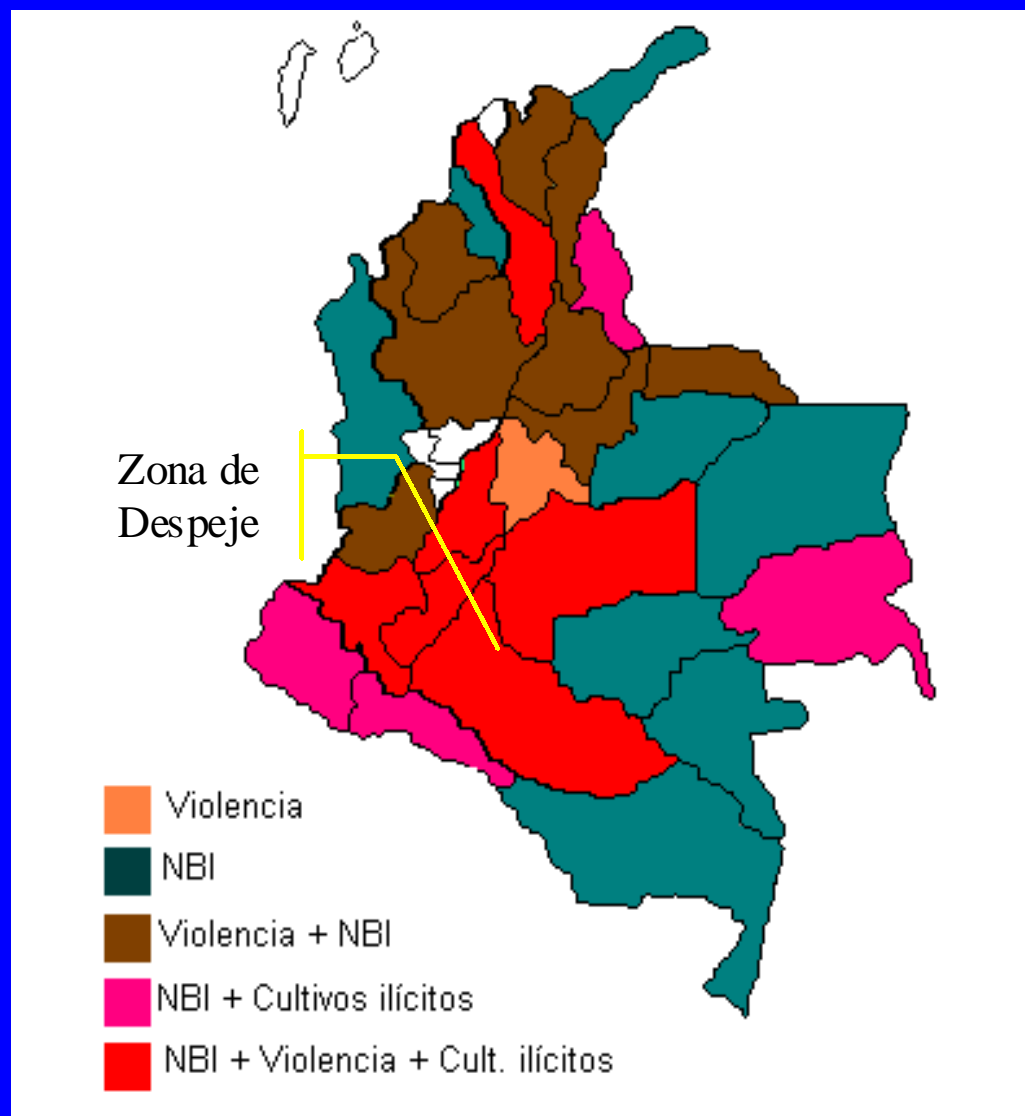 Zona de
Despeje
Violencia
NBI
Violencia + NBI
NBI + Cultivos ilícitos
NBI + Violencia + Cult. ilícitos